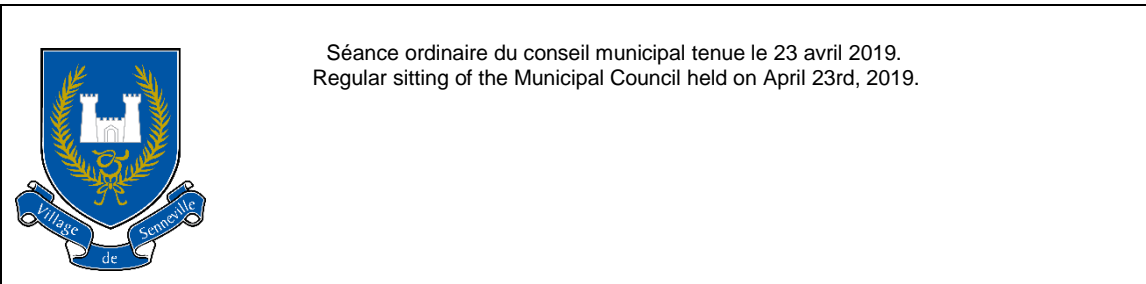 Séance ordinaire du conseil municipal tenue le 23 avril 2019.
Regular sitting of the Municipal Council held on April 23rd, 2019.
Village
de
Senneville